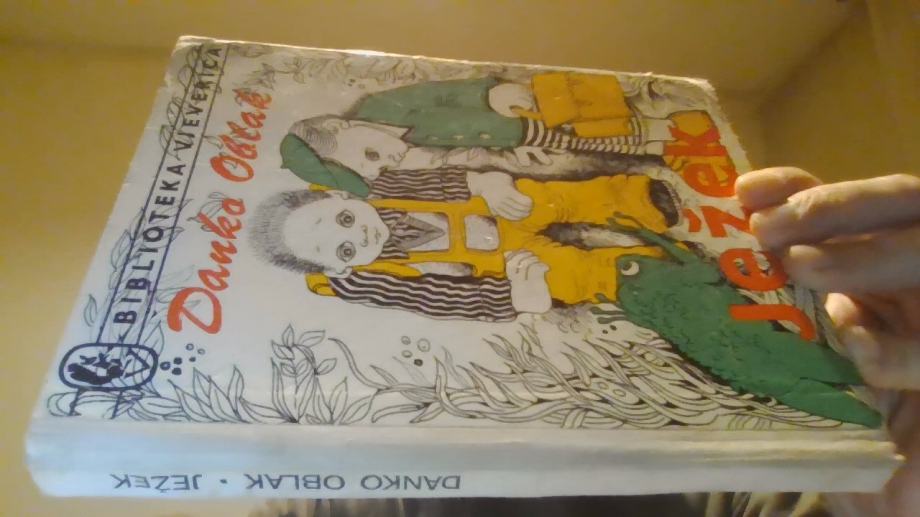 BIBLIOTEKA VJEVERICA
Danko Oblak
Ježek
DANKO OBLAK • JEŽEK